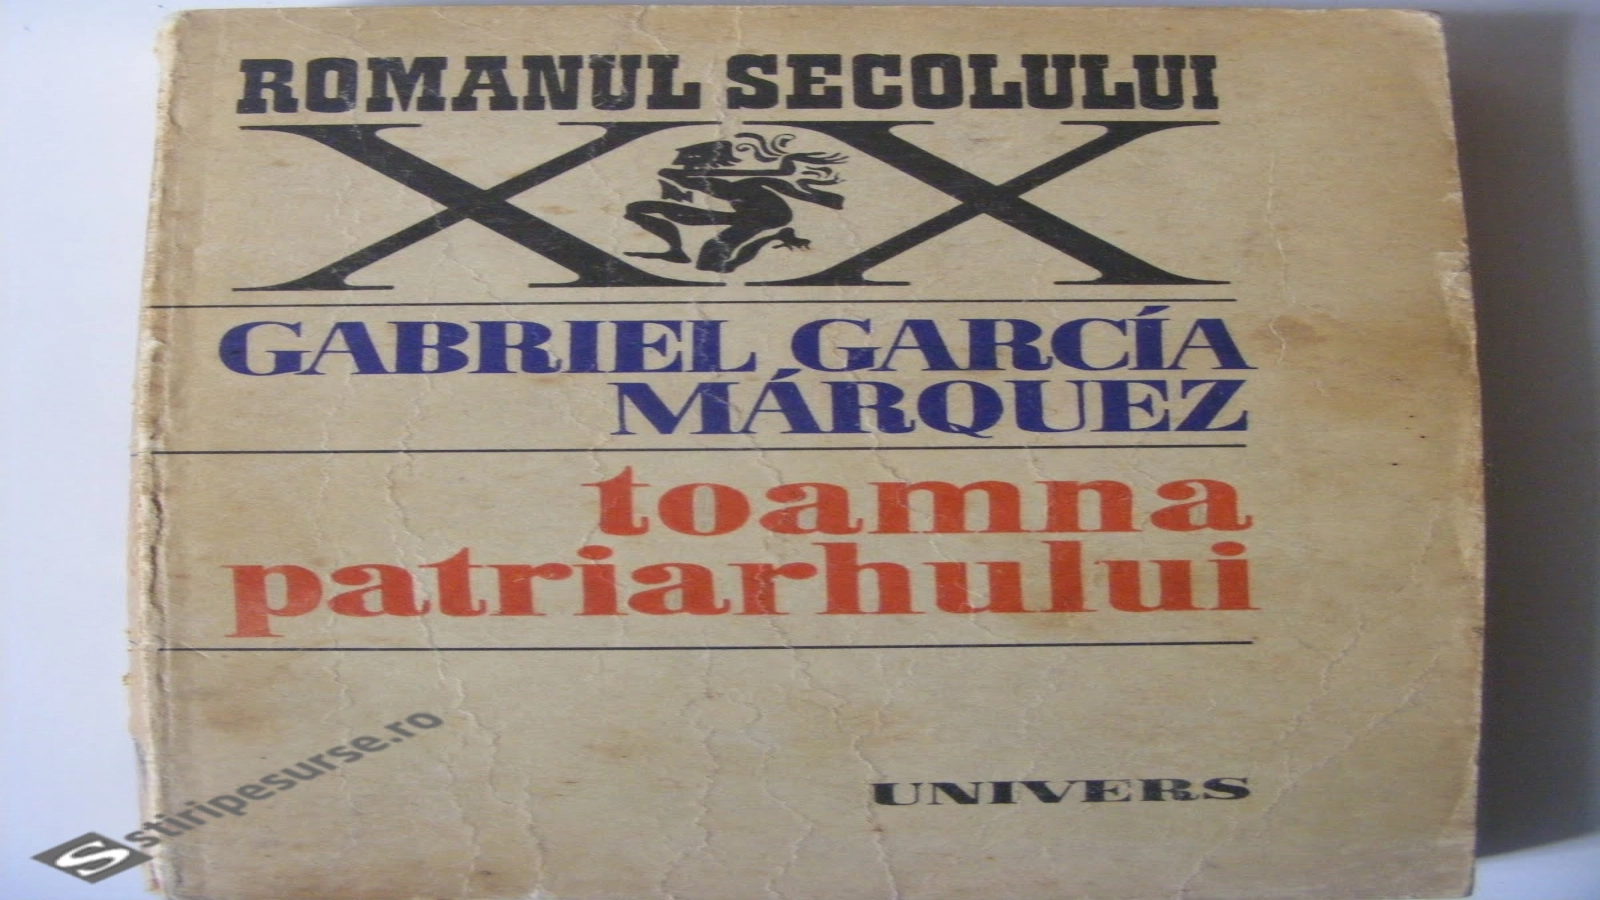 ROMANUL SECOLULUI
XX
GABRIEL GARCÍA
MÁRQUEZ
toamna
patriarhului
UNIVERS
S stiripesurse.ro